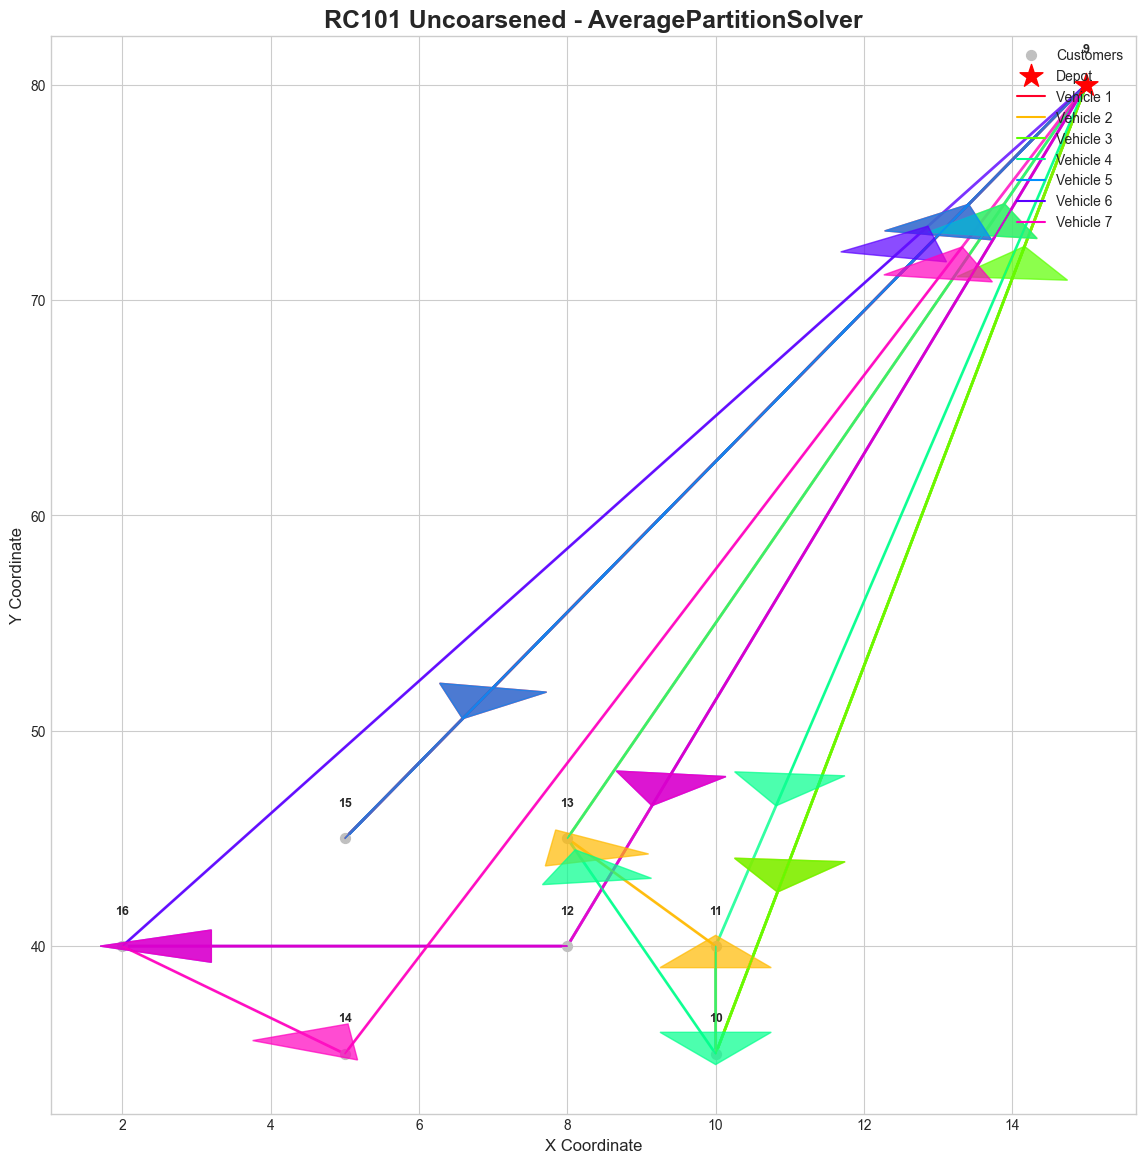 RC101 Uncoarsened - AveragePartitionSolver
9
Customers
Depot
Vehicle 1
Vehicle 2
Vehicle 3
Vehicle 4
Vehicle 5
Vehicle 6
Vehicle 7
80
70
60
50
40
15
13
16
12
11
14
10
2
4
6
8
10
12
14
X Coordinate
Y Coordinate